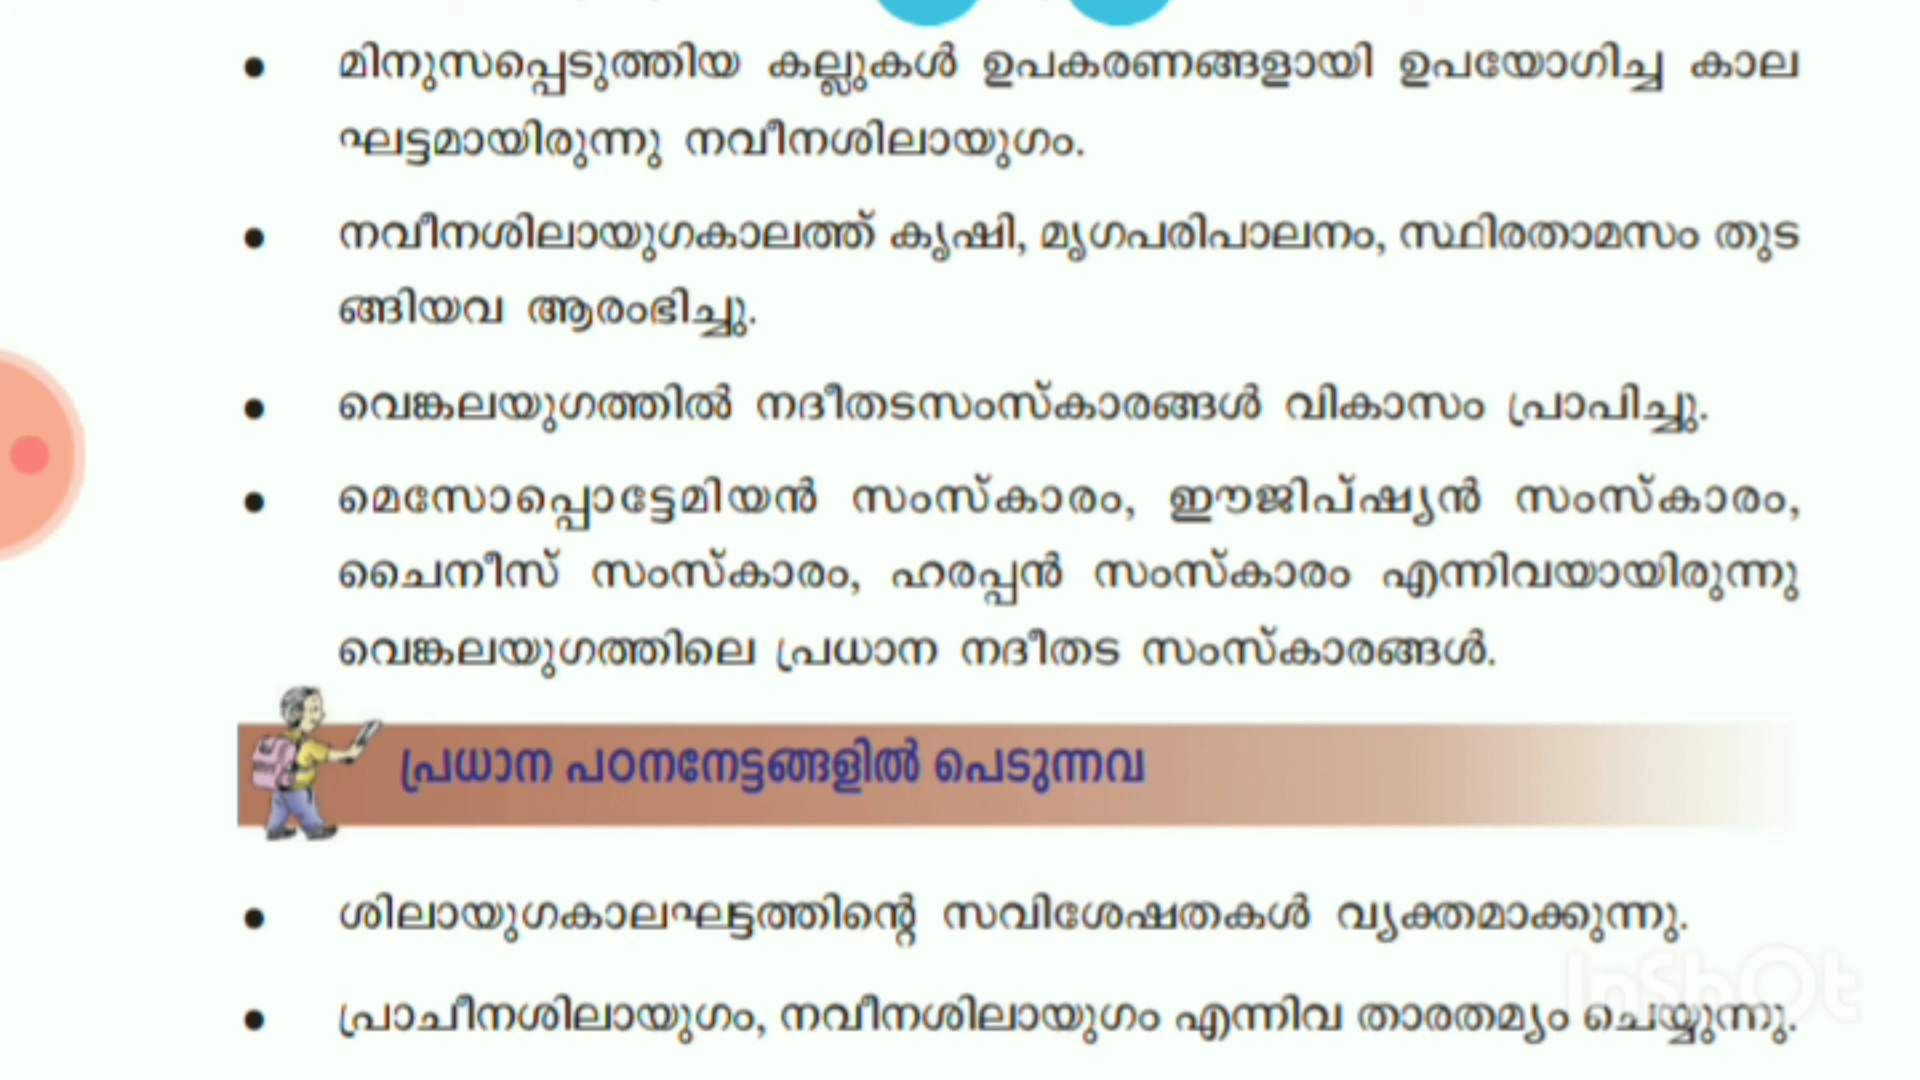 മിനുസപ്പെടുത്തിയ കല്ലുകൾ ഉപകരണങ്ങളായി ഉപയോഗിച്ച കാല
ഘട്ടമായിരുന്നു നവീനശിലായുഗം.
നവീനശിലായുഗകാലത്ത് കൃഷി, മൃഗപരിപാലനം, സ്ഥിരതാമസം തുട
ങ്ങിയവ ആരംഭിച്ചു.
വെങ്കലയുഗത്തിൽ നദീതടസംസ്കാരങ്ങൾ വികാസം പ്രാപിച്ചു.
മെസോപ്പൊട്ടേമിയൻ സംസ്കാരം, ഈജിപ്ഷ്യൻ സംസ്കാരം,
ചൈനീസ് സംസ്കാരം, ഹരപ്പൻ സംസ്കാരം എന്നിവയായിരുന്നു
വെങ്കലയുഗത്തിലെ പ്രധാന നദീതട സംസ്കാരങ്ങൾ.
പ്രധാന പഠനനേട്ടങ്ങളിൽ പെടുന്നവ
ശിലായുഗകാലഘട്ടത്തിന്റെ സവിശേഷതകൾ വ്യക്തമാക്കുന്നു.
പ്രാചീനശിലായുഗം, നവീനശിലായുഗം എന്നിവ താരതമ്യം ചെയ്യുന്നു.
InShOt